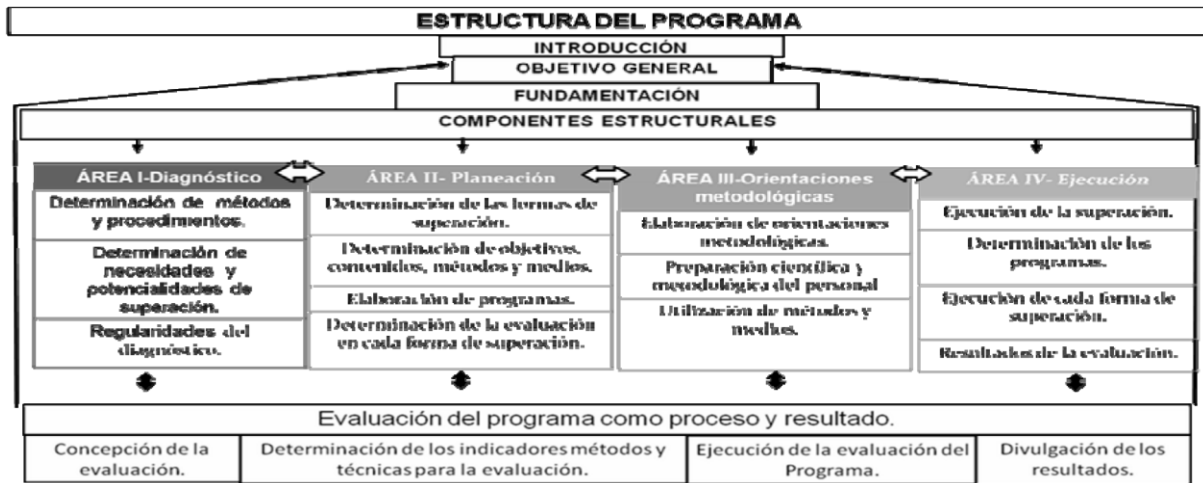 ESTRUCTURA DEL PROGRAMA
INTRODUCCIÓN
OBJETIVO GENERAL
FUNDAMENTACIÓN
COMPONENTES ESTRUCTURALES
ÁREA I-Diagnóstico
Determinación de métodos
y procedimientos.
Determinación de
necesidades y
potencialidades de
superación.
Regularidades del
diagnóstico.
ÁREA II- Planeación
Determinación de las formas de
superación.
Determinación de objetivos,
contenidos, métodos y medios.
Elaboración de programas.
Determinación de la evaluación
en cada forma de superación.
ÁREA III-Orientaciones
metodológicas
Elaboración de orientaciones
metodológicas.
Preparación científica y
metodológica del personal
Utilización de métodos y
medios.
ÁREA IV- Ejecución
Ejecución de la superación.
Determinación de los
programas.
Ejecución de cada forma de
superación.
Resultados de la evaluación.
Evaluación del programa como proceso y resultado.
Concepción de la
evaluación.
Determinación de los indicadores métodos y
técnicas para la evaluación.
Ejecución de la evaluación del
Programa.
Divulgación de los
resultados.